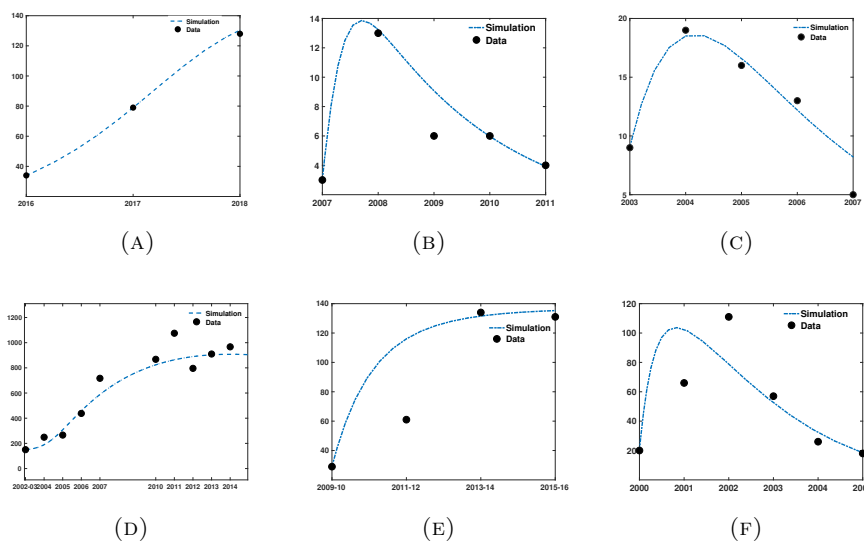 140
120
100
80
60
40
2016 2017 2018
Simulation
Data
(A)
14
12
10
8
6
4
2
2007 2008 2009 2010 2011
Simulation
Data
(B)
20
15
10
5
2003 2004 2005 2006 2007
Simulation
Data
(C)
1200
1000
800
600
400
200
0
2002-03 2004 2005 2006 2007 2010 2011 2012 2013 2014
Simulation
Data
(D)
140
120
100
80
60
40
20
2009-10 2011-12 2013-14 2015-16
Simulation
Data
(E)
120
100
80
60
40
20
2000 2001 2002 2003 2004 200
Simulation
Data
(F)